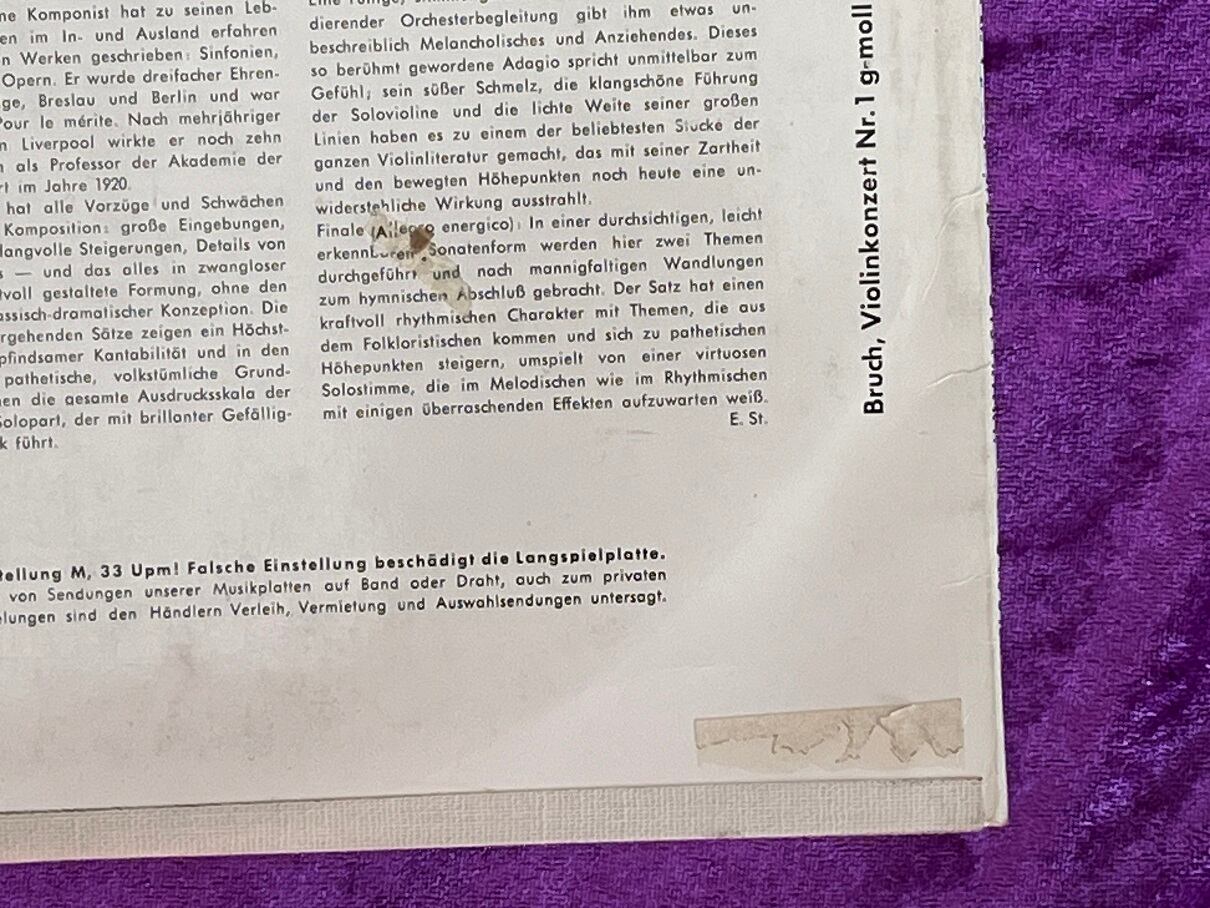 ne Komponist hat zu seinen Leb-
en im In- und Ausland erfahren
n Werken geschrieben: Sinfonien,
Opern. Er wurde dreifacher Ehren-
ge, Breslau und Berlin und war
Pour le mérite. Nach mehrjähriger
n Liverpool wirkte er noch zehn
als Professor der Akademie der
rt im Jahre 1920.
hat alle Vorzüge und Schwächen
Komposition: große Eingebungen,
langvolle Steigerungen, Details von
s — und das alles in zwangloser
tvoll gestaltete Formung, ohne den
assisch-dramatischer Konzeption. Die
rgehenden Sätze zeigen ein Höchst-
pfindsamer Kantabilität und in den
pathetische, volkstümliche Grund-
en die gesamte Ausdrucksskala der
Solopart, der mit brillanter Gefällig-
k führt.
dierender Orchesterbegleitung gibt ihm etwas un-
beschreiblich Melancholisches und Anziehendes. Dieses
so berühmt gewordene Adagio spricht unmittelbar zum
Gefühl; sein süßer Schmelz, die klangschöne Führung
der Solovioline und die lichte Weite seiner großen
Linien haben es zu einem der beliebtesten Stücke der
ganzen Violinliteratur gemacht, das mit seiner Zartheit
und den bewegten Höhepunkten noch heute eine un-
widerstehliche Wirkung ausstrahlt.
Finale (Allegro energico): In einer durchsichtigen, leicht
erkennbaren Sonatenform werden hier zwei Themen
durchgeführt und nach mannigfaltigen Wandlungen
zum hymnischen Abschluß gebracht. Der Satz hat einen
kraftvoll rhythmischen Charakter mit Themen, die aus
dem Folkloristischen kommen und sich zu pathetischen
Höhepunkten steigern, umspielt von einer virtuosen
Solostimme, die im Melodischen wie im Rhythmischen
mit einigen überraschenden Effekten aufzuwarten weiß.
E. St.
Bruch, Violinkonzert Nr. 1 g-moll
tellung M, 33 Upm! Falsche Einstellung beschädigt die Langspielplatte.
von Sendungen unserer Musikplatten auf Band oder Draht, auch zum privaten
elungen sind den Händlern Verleih, Vermietung und Auswahlsendungen untersagt.